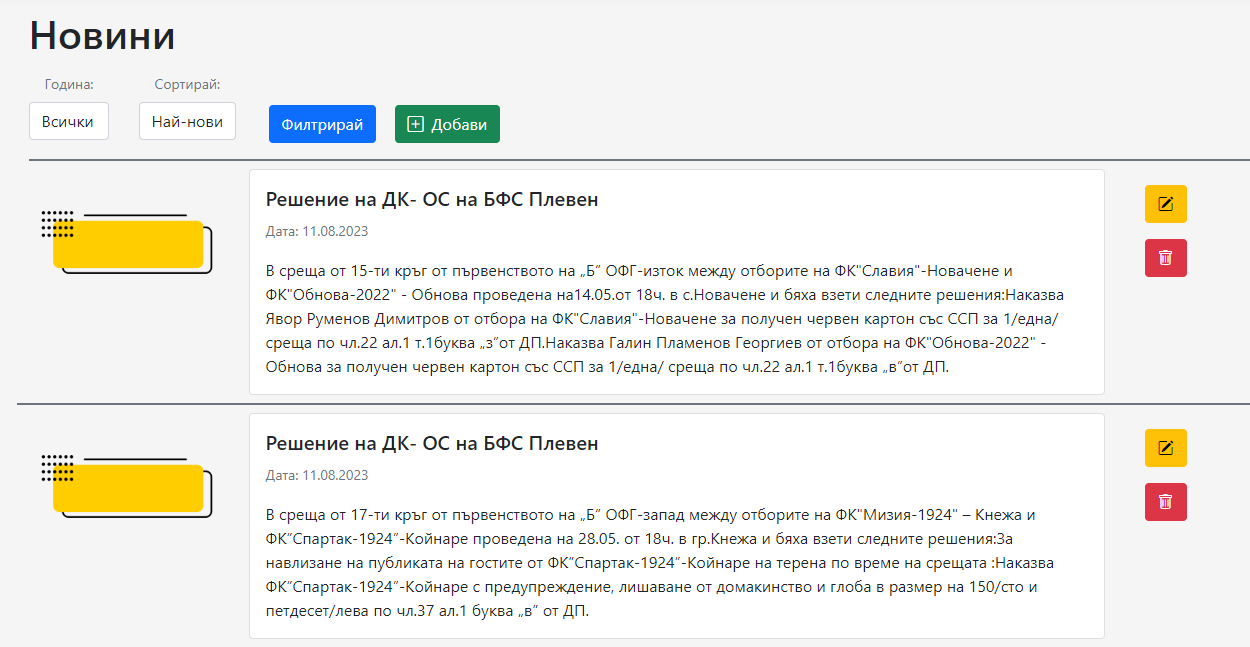 Новини
Година:
Сортирай:
Всички
Най-нови
Филтрирай
Добави
Решение на ДК- ОС на БФС Плевен
Дата: 11.08.2023
В среща от 15-ти кръг от първенството на „Б” ОФГ-изток между отборите на ФК"Славия"-Новачене и
ФК"Обнова-2022" - Обнова проведена на14.05.от 18ч. в с.Новачене и бяха взети следните решения:Наказва
Явор Руменов Димитров от отбора на ФК"Славия"-Новачене за получен червен картон със ССП за 1/една/
среща по чл.22 ал.1 т.1буква „з”от ДП.Наказва Галин Пламенов Георгиев от отбора на ФК"Обнова-2022" -
Обнова за получен червен картон със ССП за 1/една/ среща по чл.22 ал.1 т.1буква „в”от ДП.
Решение на ДК- ОС на БФС Плевен
Дата: 11.08.2023
В среща от 17-ти кръг от първенството на „Б” ОФГ-запад между отборите на ФК"Мизия-1924" – Кнежа и
ФК”Спартак-1924”-Койнаре проведена на 28.05. от 18ч. в гр.Кнежа и бяха взети следните решения:За
навлизане на публиката на гостите от ФК”Спартак-1924”-Койнаре на терена по време на срещата :Наказва
ФК”Спартак-1924”-Койнаре с предупреждение, лишаване от домакинство и глоба в размер на 150/сто и
петдесет/лева по чл.37 ал.1 буква „в” от ДП.